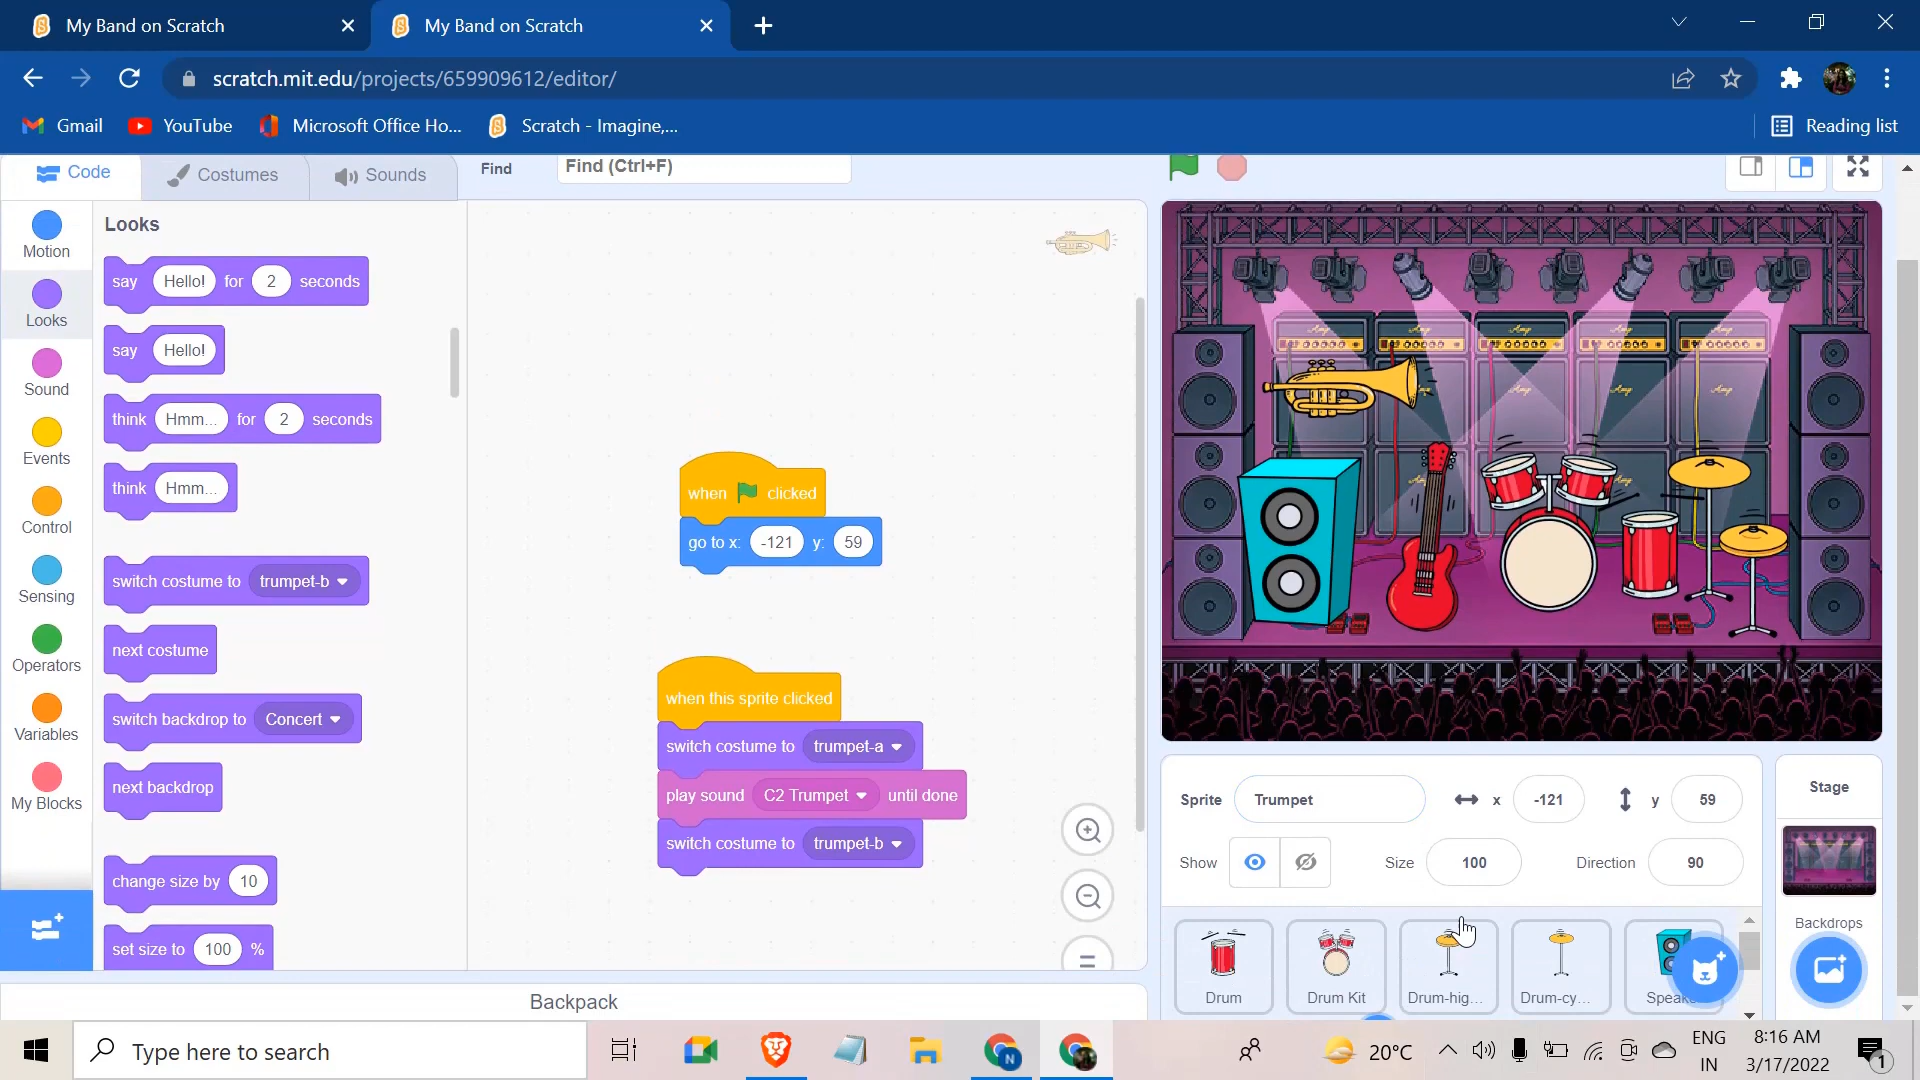 My Band on Scratch
My Band on Scratch
scratch.mit.edu/projects/659909612/editor/
Gmail
YouTube
Microsoft Office Ho...
Scratch - Imagine,...
Reading list
Code
Costumes
Sounds
Find
Find (Ctrl+F)
Motion
Looks
Sound
Events
Control
Sensing
Operators
Variables
My Blocks
Looks
say Hello! for 2 seconds
say Hello!
think Hmm... for 2 seconds
think Hmm...
switch costume to trumpet-b
next costume
switch backdrop to Concert
next backdrop
change size by 10
set size to 100 %
when clicked
go to x: -121 y: 59
when this sprite clicked
switch costume to trumpet-a
play sound C2 Trumpet until done
switch costume to trumpet-b
Backpack
Amp
Amp
Amp
Amp
Amp
Sprite
Trumpet
x
-121
y
59
Show
Size
100
Direction
90
Stage
Backdrops
Drum
Drum Kit
Drum-hig...
Drum-cy...
N
Type here to search
20°C
ENG
IN
8:16 AM
3/17/2022
1